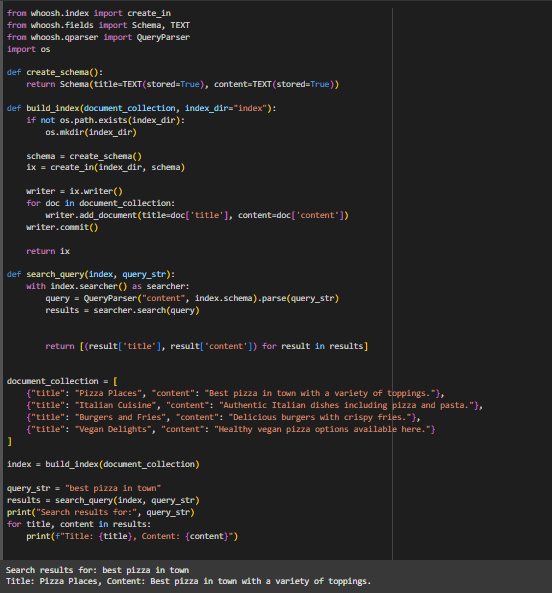 from whoosh.index import create_in
from whoosh.fields import Schema, TEXT
from whoosh.qparser import QueryParser
import os

def create_schema():
    return Schema(title=TEXT(stored=True), content=TEXT(stored=True))

def build_index(document_collection, index_dir="index"):
    if not os.path.exists(index_dir):
        os.mkdir(index_dir)

    schema = create_schema()
    ix = create_in(index_dir, schema)

    writer = ix.writer()
    for doc in document_collection:
        writer.add_document(title=doc['title'], content=doc['content'])
    writer.commit()

    return ix

def search_query(index, query_str):
    with index.searcher() as searcher:
        query = QueryParser("content", index.schema).parse(query_str)
        results = searcher.search(query)


        return [(result['title'], result['content']) for result in results]


document_collection = [
    {"title": "Pizza Places", "content": "Best pizza in town with a variety of toppings."},
    {"title": "Italian Cuisine", "content": "Authentic Italian dishes including pizza and pasta."},
    {"title": "Burgers and Fries", "content": "Delicious burgers with crispy fries."},
    {"title": "Vegan Delights", "content": "Healthy vegan pizza options available here."}
]

index = build_index(document_collection)

query_str = "best pizza in town"
results = search_query(index, query_str)
print("Search results for:", query_str)
for title, content in results:
    print(f"Title: {title}, Content: {content}")

Search results for: best pizza in town
Title: Pizza Places, Content: Best pizza in town with a variety of toppings.